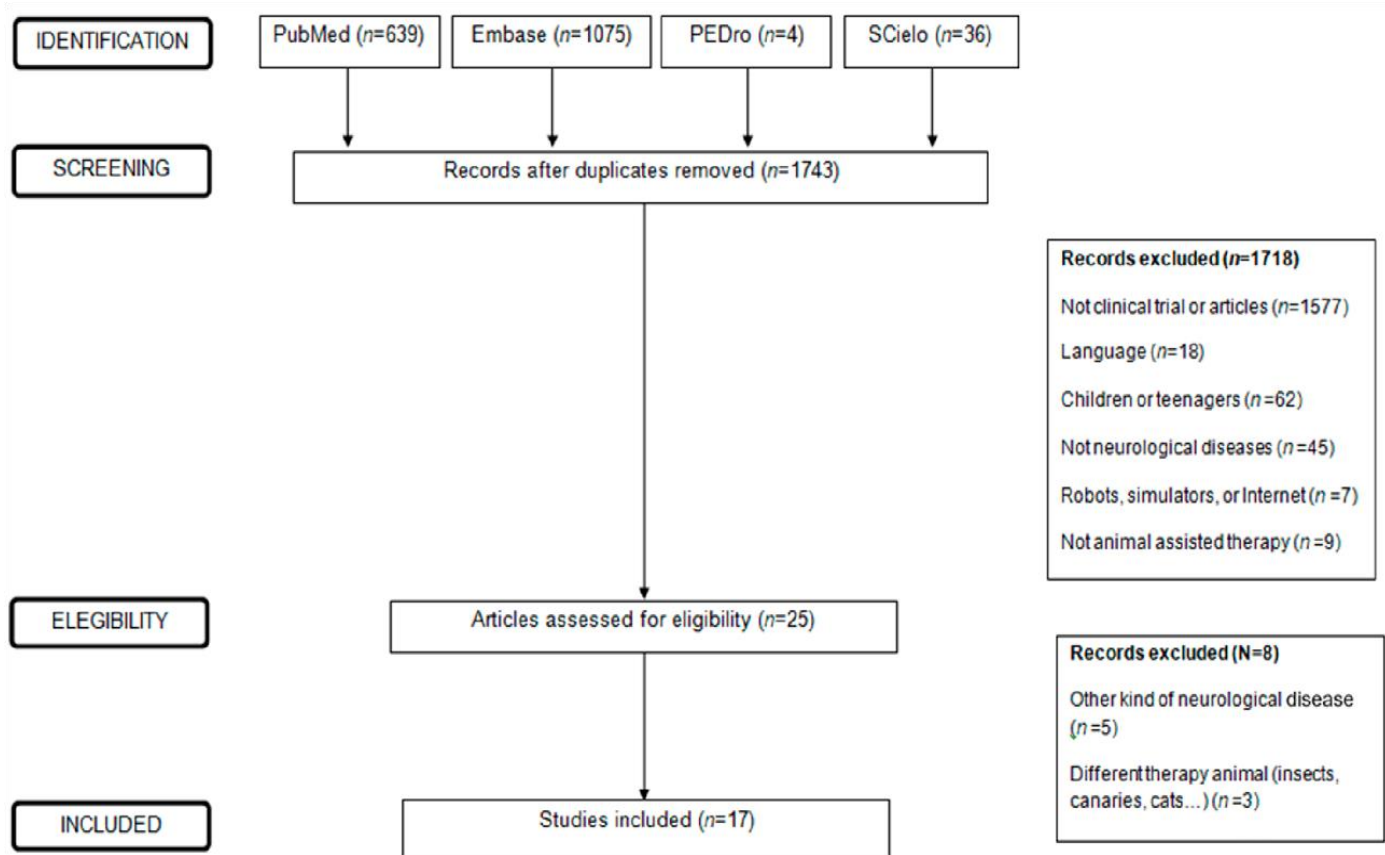 IDENTIFICATION
PubMed (n=639)
Embase (n=1075)
PEDro (n=4)
SCielo (n=36)
SCREENING
Records after duplicates removed (n=1743)
Records excluded (n=1718)
Not clinical trial or articles (n=1577)
Language (n=18)
Children or teenagers (n=62)
Not neurological diseases (n=45)
Robots, simulators, or Internet (n=7)
Not animal assisted therapy (n=9)
ELEGIBILITY
Articles assessed for eligibility (n=25)
Records excluded (N=8)
Other kind of neurological disease
(n=5)
Different therapy animal (insects,
canaries, cats...) (n=3)
INCLUDED
Studies included (n=17)